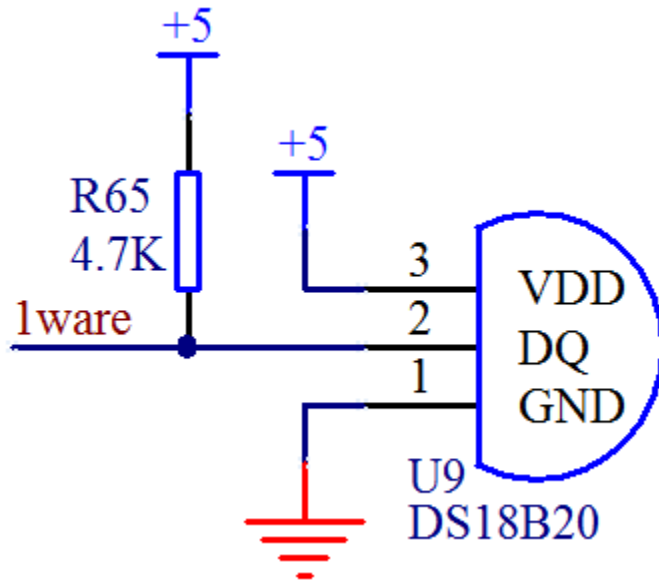 +5
+5
R65
4.7K
1ware
3
VDD
2
DQ
1
GND
U9
DS18B20